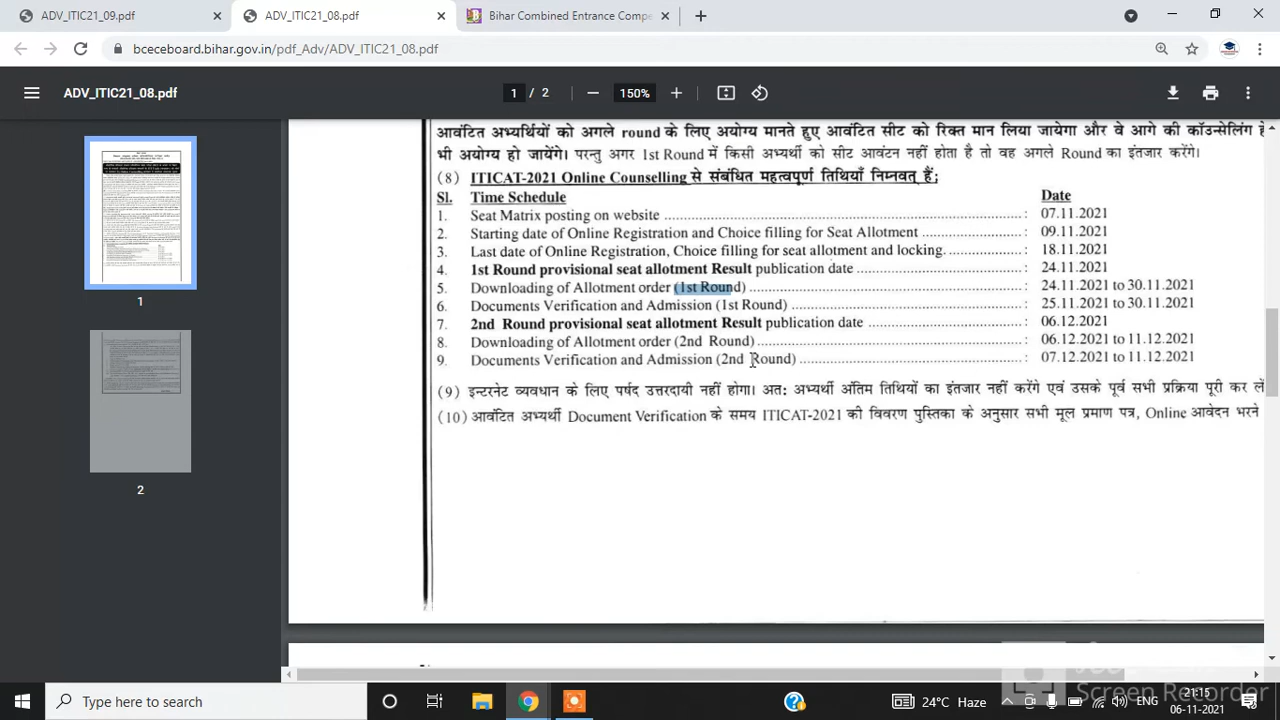 ADV_ITIC21_09.pdf
ADV_ITIC21_08.pdf
Bihar Combined Entrance Compe
bceceboard.bihar.gov.in/pdf_Adv/ADV_ITIC21_08.pdf
ADV_ITIC21_08.pdf
1 / 2
150%
आवंटित अभ्यर्थियों को अगले round के लिए अयोग्य मानते हुए आवंटित सीट को रिक्त मान लिया जायेगा और वे आगे की कॉउन्सेलिंग
भी अयोग्य हो जायेंगे। परन्तु अगर 1st Round में किसी अभ्यर्थी को सीट आवंटन नहीं होता है तो वह अगले Round का इंतजार करेंगे।
(8) ITICAT-2021 Online Counselling से संबंधित महत्वपूर्ण तिथियाँ निम्नवत् हैं;
Sl. Time Schedule Date
1. Seat Matrix posting on website : 07.11.2021
2. Starting date of Online Registration and Choice filling for Seat Allotment : 09.11.2021
3. Last date of Online Registration, Choice filling for seat allotment and locking. : 18.11.2021
4. 1st Round provisional seat allotment Result publication date : 24.11.2021
5. Downloading of Allotment order (1st Round) : 24.11.2021 to 30.11.2021
6. Documents Verification and Admission (1st Round) : 25.11.2021 to 30.11.2021
7. 2nd Round provisional seat allotment Result publication date : 06.12.2021
8. Downloading of Allotment order (2nd Round) : 06.12.2021 to 11.12.2021
9. Documents Verification and Admission (2nd Round) : 07.12.2021 to 11.12.2021
(9) इन्टरनेट व्यवधान के लिए पर्षद उत्तरदायी नहीं होगा। अत: अभ्यर्थी अंतिम तिथियों का इंतजार नहीं करेंगे एवं उसके पूर्व सभी प्रक्रिया पूरी कर
(10) आवंटित अभ्यर्थी Document Verification के समय ITICAT-2021 की विवरण पुस्तिका के अनुसार सभी मूल प्रमाण पत्र, Online आवेदन भरने
1
2
Screen Recorder
Type here to search
24°C Haze
ENG
21:15
06-11-2021